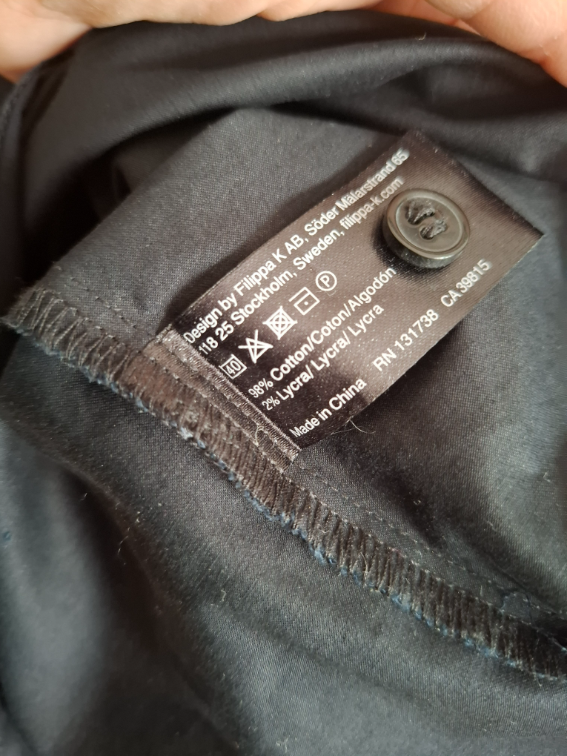 Design by Filippa K AB, Söder Mälarstrand 65
118 25 Stockholm, Sweden, filippa-k.com
40 P
98% Cotton/Coton/Algodón
2% Lycra/ Lycra/ Lycra
Made in China RN 131738 CA 39815